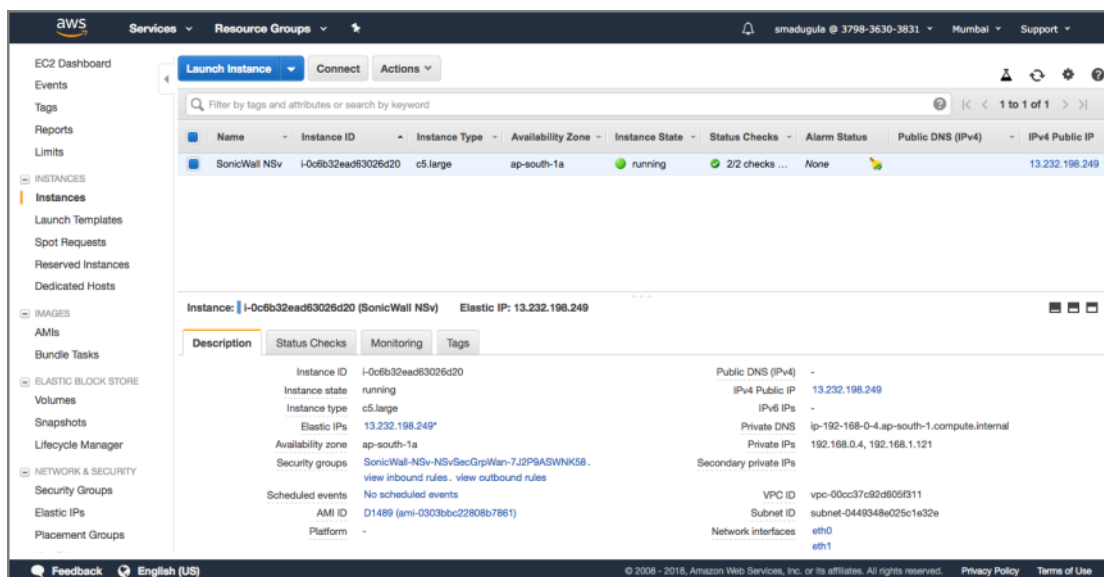 aws Services Resource Groups smadugula @ 3798-3630-3831 Mumbai Support
EC2 Dashboard
Events
Tags
Reports
Limits
INSTANCES
Instances
Launch Templates
Spot Requests
Reserved Instances
Dedicated Hosts
IMAGES
AMIs
Bundle Tasks
ELASTIC BLOCK STORE
Volumes
Snapshots
Lifecycle Manager
NETWORK & SECURITY
Security Groups
Elastic IPs
Placement Groups
Launch Instance Connect Actions
Filter by tags and attributes or search by keyword 1 to 1 of 1
Name Instance ID Instance Type Availability Zone Instance State Status Checks Alarm Status Public DNS (IPv4) IPv4 Public IP
SonicWall NSv i-0c6b32ead63026d20 c5.large ap-south-1a running 2/2 checks ... None 13.232.198.249
Instance: i-0c6b32ead63026d20 (SonicWall NSv) Elastic IP: 13.232.198.249
Description Status Checks Monitoring Tags
Instance ID i-0c6b32ead63026d20
Instance state running
Instance type c5.large
Elastic IPs 13.232.198.249*
Availability zone ap-south-1a
Security groups SonicWall-NSv-NSvSecGrpWan-7J2P9ASWNK58.
view inbound rules. view outbound rules
Scheduled events No scheduled events
AMI ID D1489 (ami-0303bbc22808b7861)
Platform -
Public DNS (IPv4) -
IPv4 Public IP 13.232.198.249
IPv6 IPs -
Private DNS ip-192-168-0-4.ap-south-1.compute.internal
Private IPs 192.168.0.4, 192.168.1.121
Secondary private IPs
VPC ID vpc-00cc37c92d605f311
Subnet ID subnet-0449348e025c1e32e
Network interfaces eth0
eth1
Feedback English (US) © 2008 - 2018, Amazon Web Services, Inc. or its affiliates. All rights reserved. Privacy Policy Terms of Use